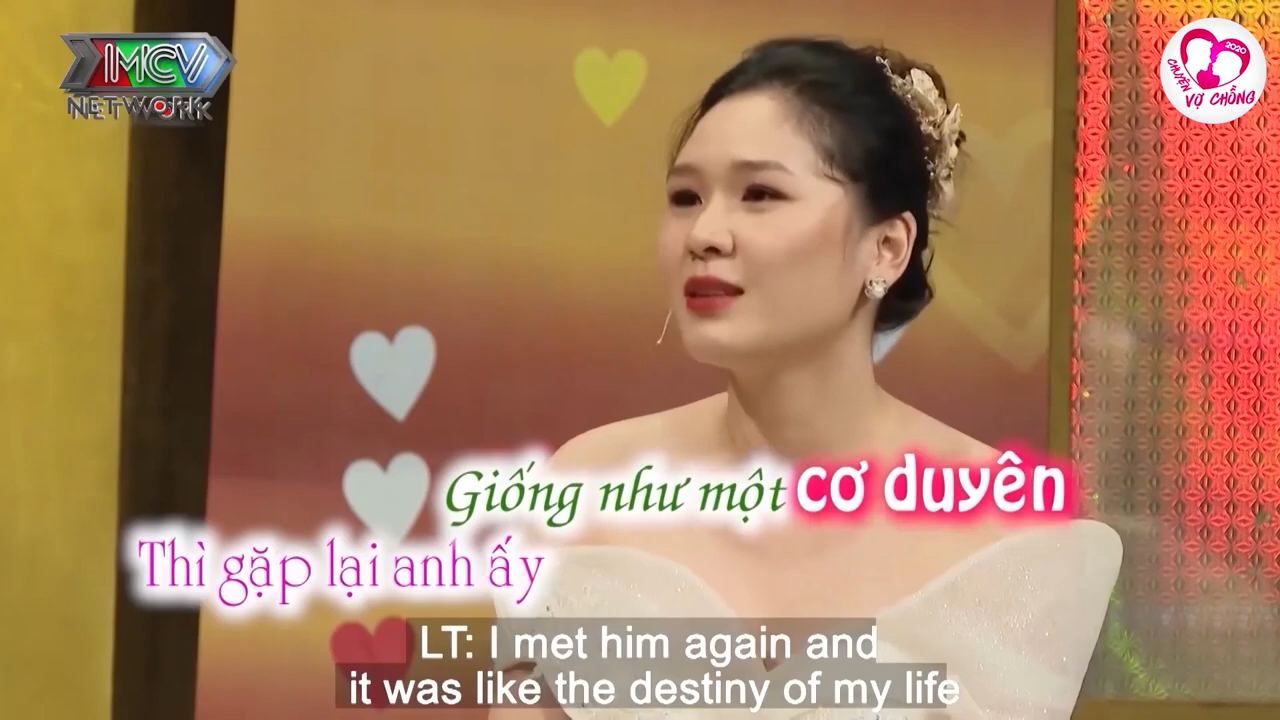 MCV
NETWORK
2020
CHUYỆN
VỢ CHỒNG
Giống như một cơ duyên
Thì gặp lại anh ấy
LT: I met him again and
it was like the destiny of my life